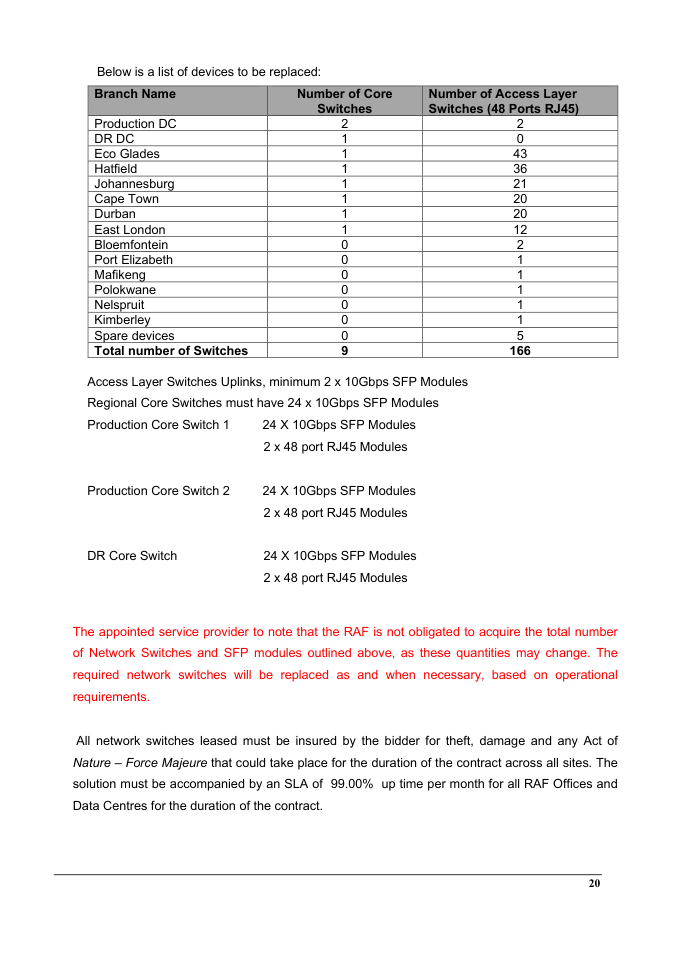 Below is a list of devices to be replaced:
Branch Name Number of Core Switches Number of Access Layer Switches (48 Ports RJ45)
Production DC 2 2
DR DC 1 0
Eco Glades 1 43
Hatfield 1 36
Johannesburg 1 21
Cape Town 1 20
Durban 1 20
East London 1 12
Bloemfontein 0 2
Port Elizabeth 0 1
Mafikeng 0 1
Polokwane 0 1
Nelspruit 0 1
Kimberley 0 1
Spare devices 0 5
Total number of Switches 9 166
Access Layer Switches Uplinks, minimum 2 x 10Gbps SFP Modules
Regional Core Switches must have 24 x 10Gbps SFP Modules
Production Core Switch 1 24 X 10Gbps SFP Modules
2 x 48 port RJ45 Modules
Production Core Switch 2 24 X 10Gbps SFP Modules
2 x 48 port RJ45 Modules
DR Core Switch 24 X 10Gbps SFP Modules
2 x 48 port RJ45 Modules
The appointed service provider to note that the RAF is not obligated to acquire the total number
of Network Switches and SFP modules outlined above, as these quantities may change. The
required network switches will be replaced as and when necessary, based on operational
requirements.
All network switches leased must be insured by the bidder for theft, damage and any Act of
Nature – Force Majeure that could take place for the duration of the contract across all sites. The
solution must be accompanied by an SLA of 99.00% up time per month for all RAF Offices and
Data Centres for the duration of the contract.
20